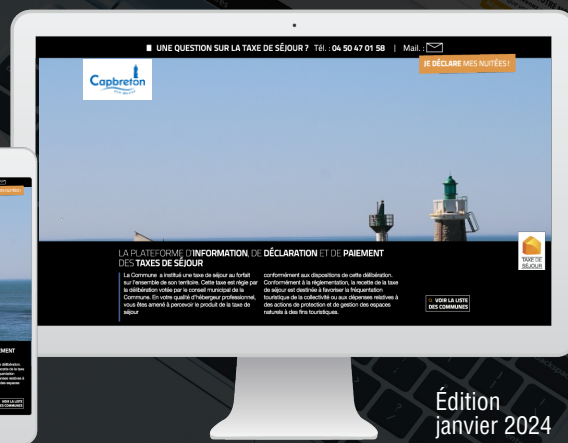 UNE QUESTION SUR LA TAXE DE SÉJOUR ? Tél. : 04 50 47 01 58 | Mail. :
JE DÉCLARE MES NUITÉES !
Capbreton
LA PLATEFORME D'INFORMATION, DE DÉCLARATION ET DE PAIEMENT
DES TAXES DE SÉJOUR
La Commune a institué une taxe de séjour au forfait
sur l'ensemble de son territoire. Cette taxe est régie par
la délibération votée par le conseil municipal de la
Commune. En votre qualité d'hébergeur professionnel,
vous êtes amené à percevoir le produit de la taxe de
séjour
conformément aux dispositions de cette délibération.
Conformément à la réglementation, la recette de la taxe
de séjour est destinée à favoriser la fréquentation
touristique de la collectivité ou aux dépenses relatives à
des actions de protection et de gestion des espaces
naturels à des fins touristiques.
TAXE DE
SÉJOUR
VOIR LA LISTE
DES COMMUNES
Édition
janvier 2024